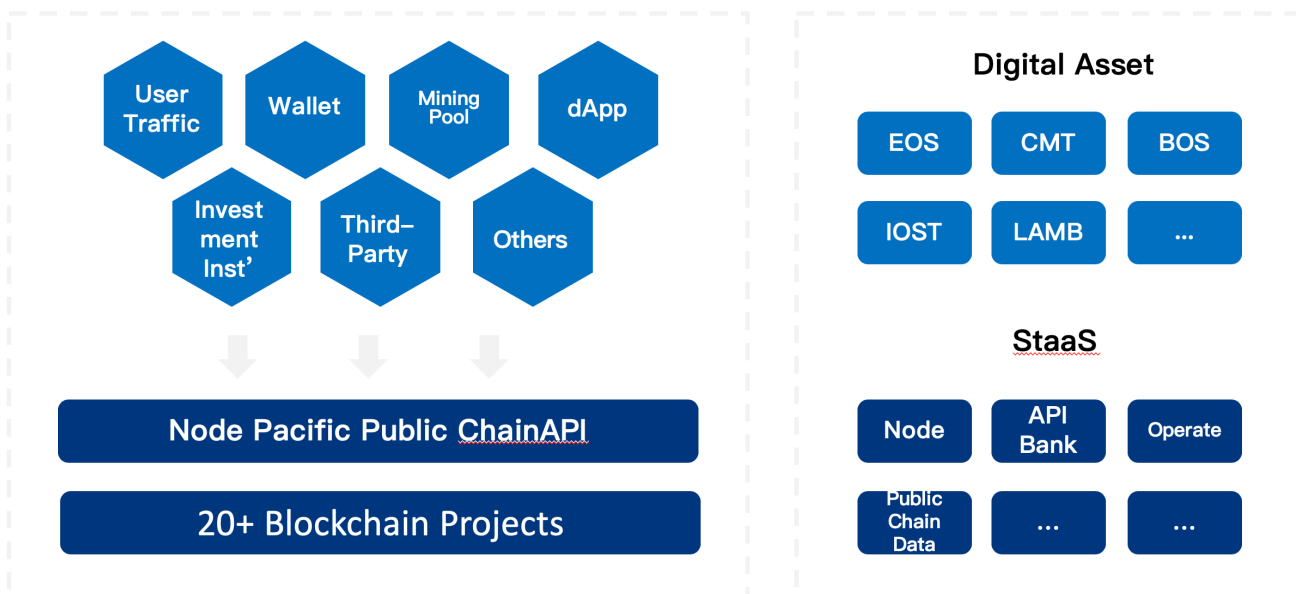 User
Traffic
Wallet
Mining
Pool
dApp
Invest
ment
Inst’
Third–
Party
Others
Node Pacific Public ChainAPI
20+ Blockchain Projects
Digital Asset
EOS
CMT
BOS
IOST
LAMB
...
StaaS
Node
API
Bank
Operate
Public
Chain
Data
...
...